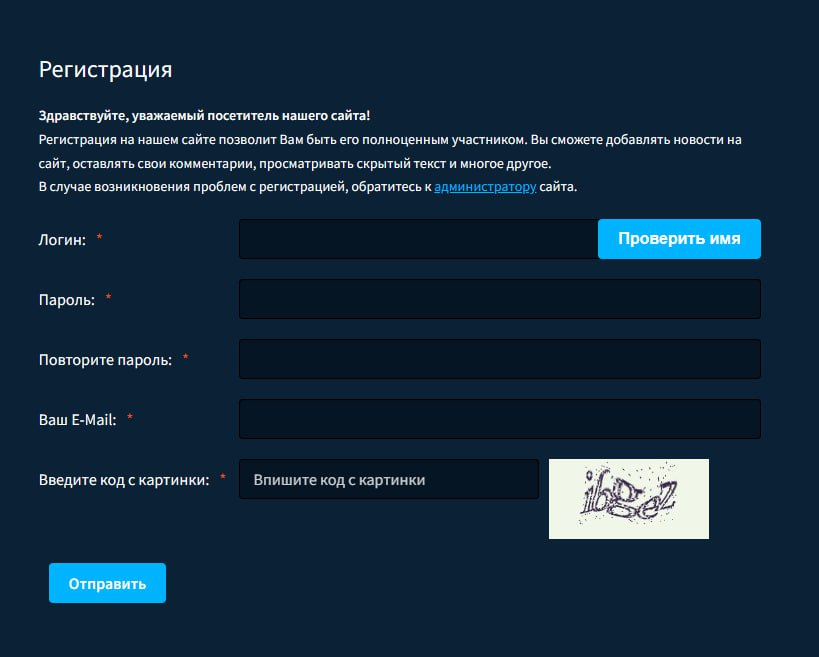 Регистрация
Здравствуйте, уважаемый посетитель нашего сайта!
Регистрация на нашем сайте позволит Вам быть его полноценным участником. Вы сможете добавлять новости на
сайт, оставлять свои комментарии, просматривать скрытый текст и многое другое.
В случае возникновения проблем с регистрацией, обратитесь к администратору сайта.
Логин: * Проверить имя
Пароль: *
Повторите пароль: *
Ваш E-Mail: *
Введите код с картинки: * Впишите код с картинки
Отправить